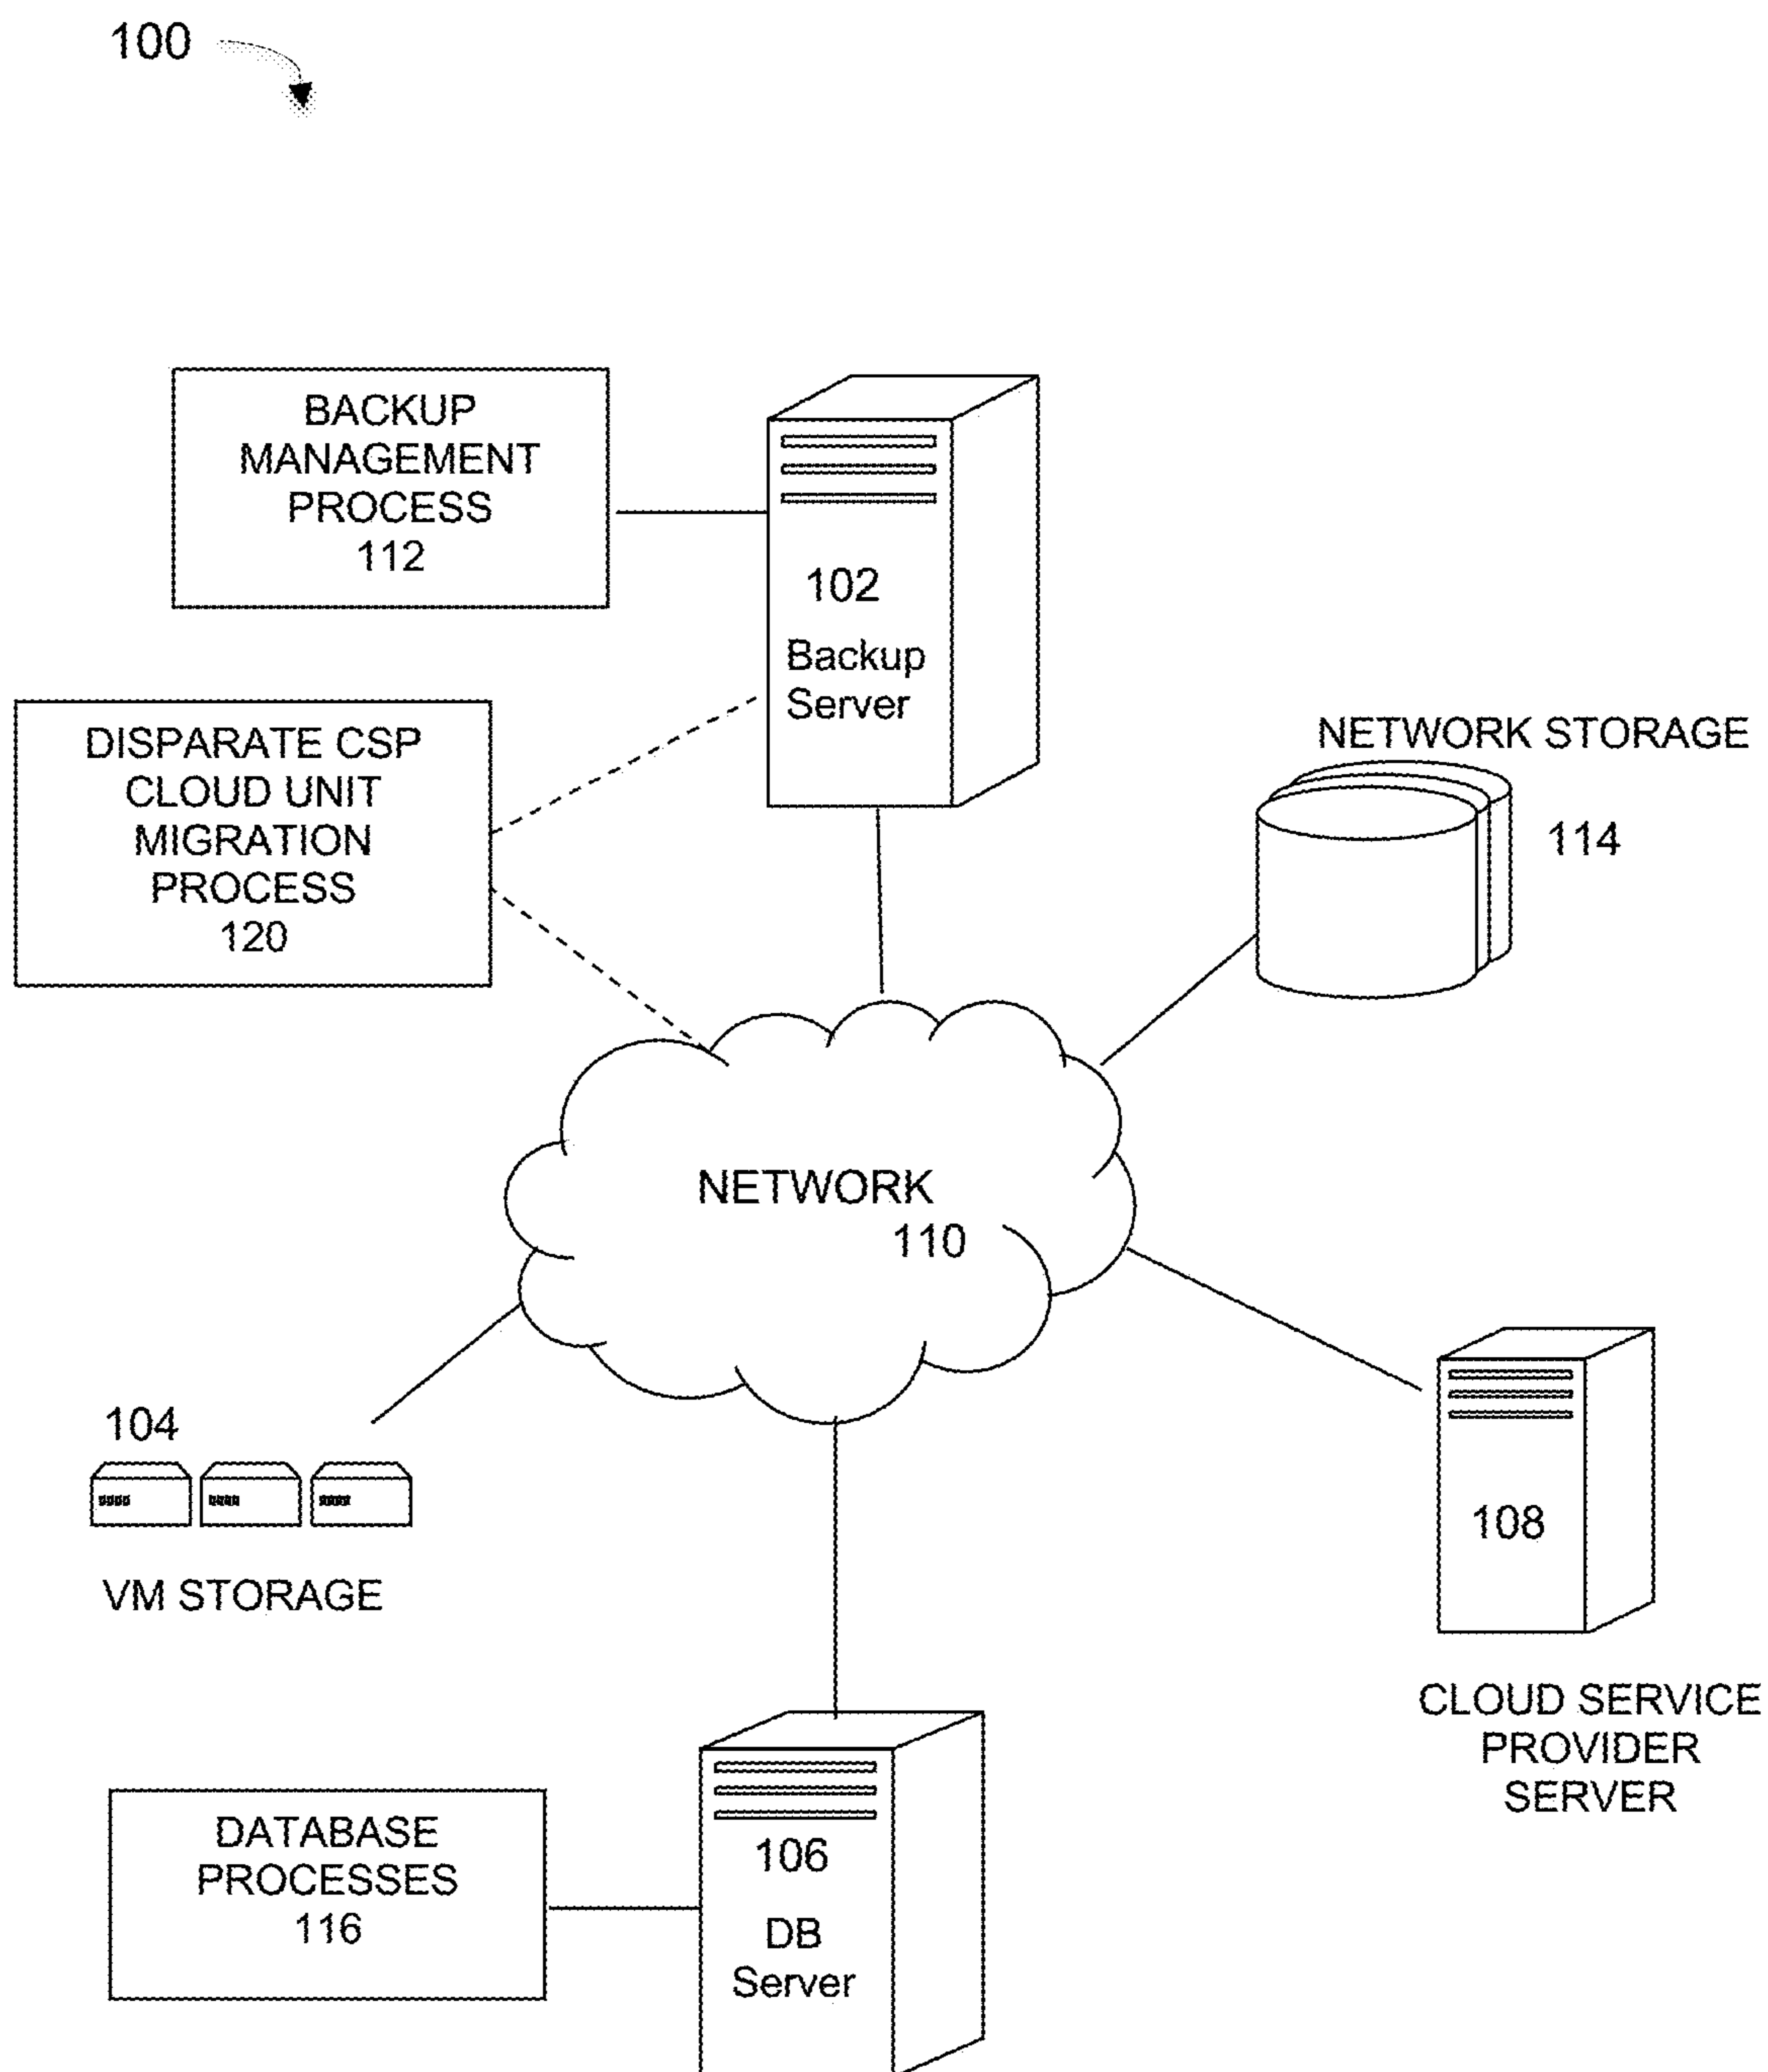 100
BACKUP
MANAGEMENT
PROCESS
112
102
Backup
Server
DISPARATE CSP
CLOUD UNIT
MIGRATION
PROCESS
120
NETWORK STORAGE
114
NETWORK
110
104
VM STORAGE
108
CLOUD SERVICE
PROVIDER
SERVER
DATABASE
PROCESSES
116
106
DB
Server